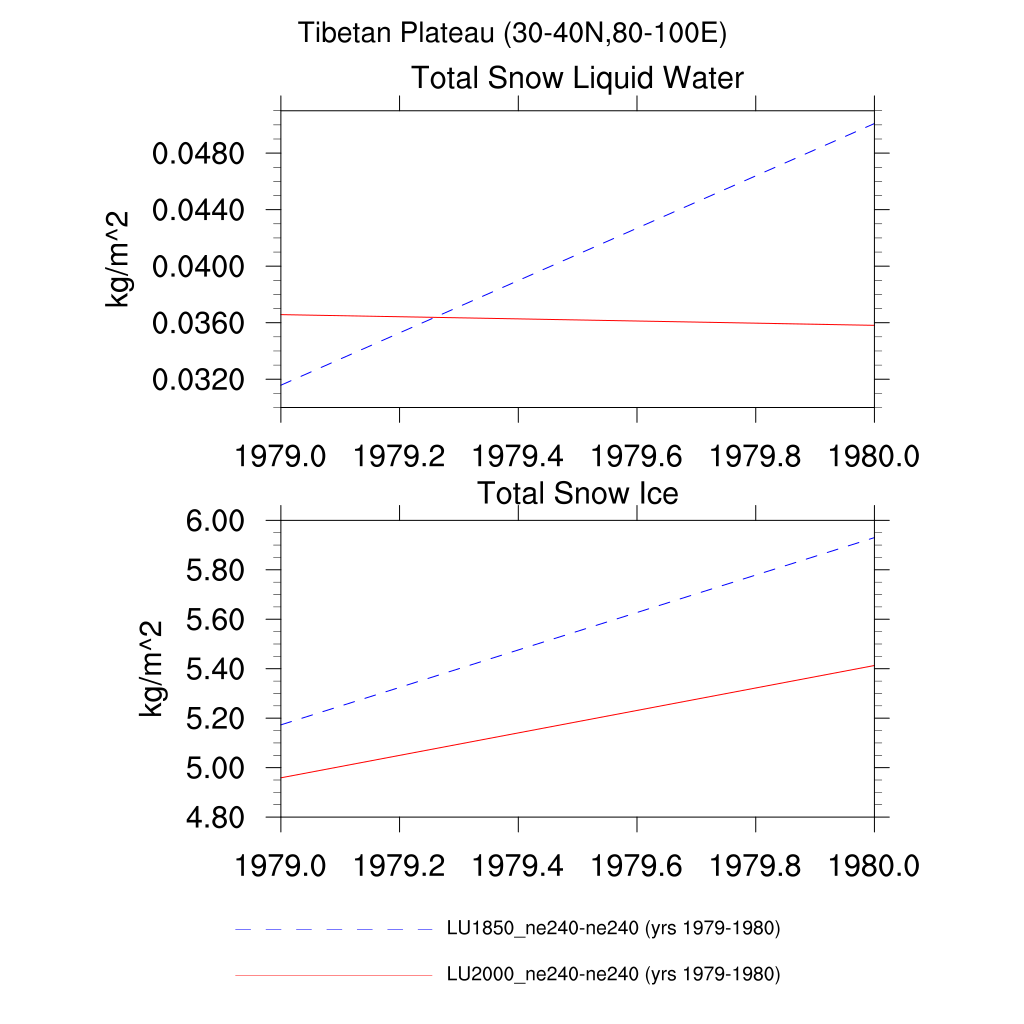 Tibetan Plateau (30-40N,80-100E)
Total Snow Liquid Water
kg/m^2
0.0480
0.0440
0.0400
0.0360
0.0320
1979.0 1979.2 1979.4 1979.6 1979.8 1980.0
Total Snow Ice
kg/m^2
6.00
5.80
5.60
5.40
5.20
5.00
4.80
1979.0 1979.2 1979.4 1979.6 1979.8 1980.0
LU1850_ne240-ne240 (yrs 1979-1980)
LU2000_ne240-ne240 (yrs 1979-1980)